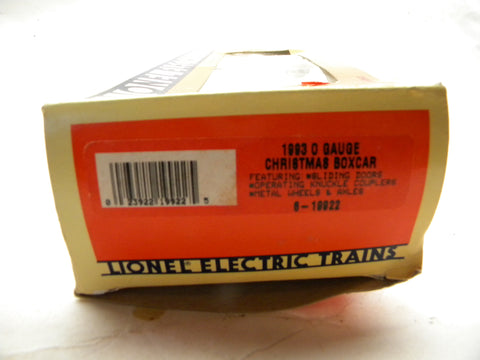 1993 O GAUGE
CHRISTMAS BOXCAR
FEATURING *SLIDING DOORS
*OPERATING KNUCKLE COUPLERS
*METAL WHEELS & AXLES
6-19922
0 23922 19922 5
LIONEL® ELECTRIC TRAINS